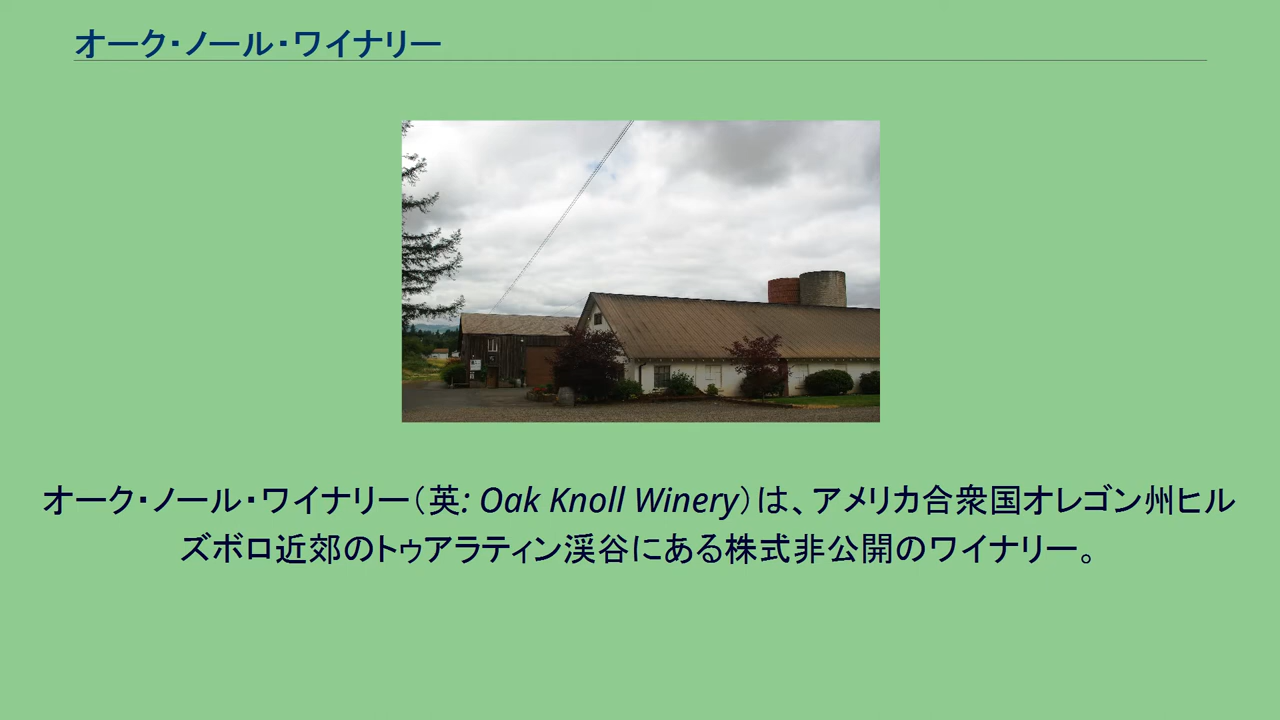 オーク・ノール・ワイナリー
オーク・ノール・ワイナリー（英: Oak Knoll Winery）は、アメリカ合衆国オレゴン州ヒル
ズボロ近郊のトゥアラティン渓谷にある株式非公開のワイナリー。